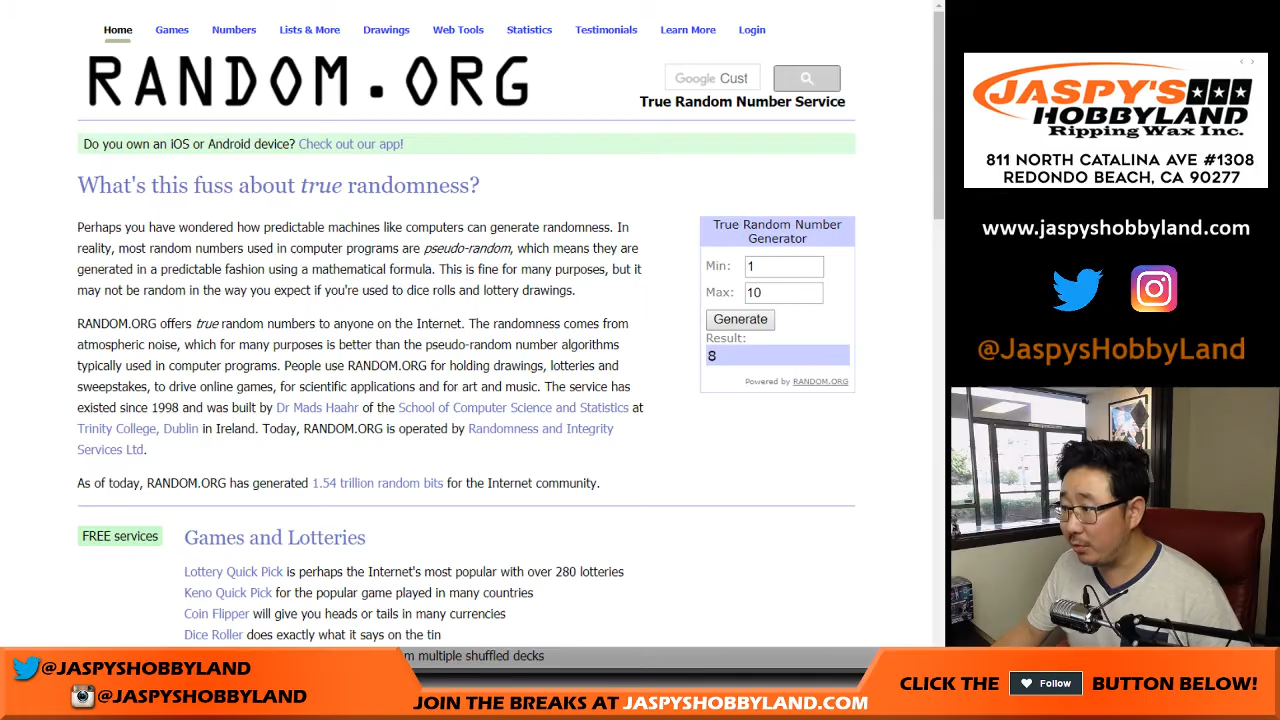 Home Games Numbers Lists & More Drawings Web Tools Statistics Testimonials Learn More Login
RANDOM.ORG
Google Cust
True Random Number Service
Do you own an iOS or Android device? Check out our app!
What's this fuss about true randomness?
Perhaps you have wondered how predictable machines like computers can generate randomness. In
reality, most random numbers used in computer programs are pseudo-random, which means they are
generated in a predictable fashion using a mathematical formula. This is fine for many purposes, but it
may not be random in the way you expect if you're used to dice rolls and lottery drawings.
RANDOM.ORG offers true random numbers to anyone on the Internet. The randomness comes from
atmospheric noise, which for many purposes is better than the pseudo-random number algorithms
typically used in computer programs. People use RANDOM.ORG for holding drawings, lotteries and
sweepstakes, to drive online games, for scientific applications and for art and music. The service has
existed since 1998 and was built by Dr Mads Haahr of the School of Computer Science and Statistics at
Trinity College, Dublin in Ireland. Today, RANDOM.ORG is operated by Randomness and Integrity
Services Ltd.
As of today, RANDOM.ORG has generated 1.54 trillion random bits for the Internet community.
True Random Number
Generator
Min: 1
Max: 10
Generate
Result:
8
Powered by RANDOM.ORG
FREE services
Games and Lotteries
Lottery Quick Pick is perhaps the Internet's most popular with over 280 lotteries
Keno Quick Pick for the popular game played in many countries
Coin Flipper will give you heads or tails in many currencies
Dice Roller does exactly what it says on the tin
multiple shuffled decks
JASPY'S
HOBBYLAND
Ripping Wax Inc.
811 NORTH CATALINA AVE #1308
REDONDO BEACH, CA 90277
www.jaspyshobbyland.com
@JaspysHobbyLand
@JASPYSHOBBYLAND
@JASPYSHOBBYLAND
JOIN THE BREAKS AT JASPYSHOBBYLAND.COM
CLICK THE Follow BUTTON BELOW!